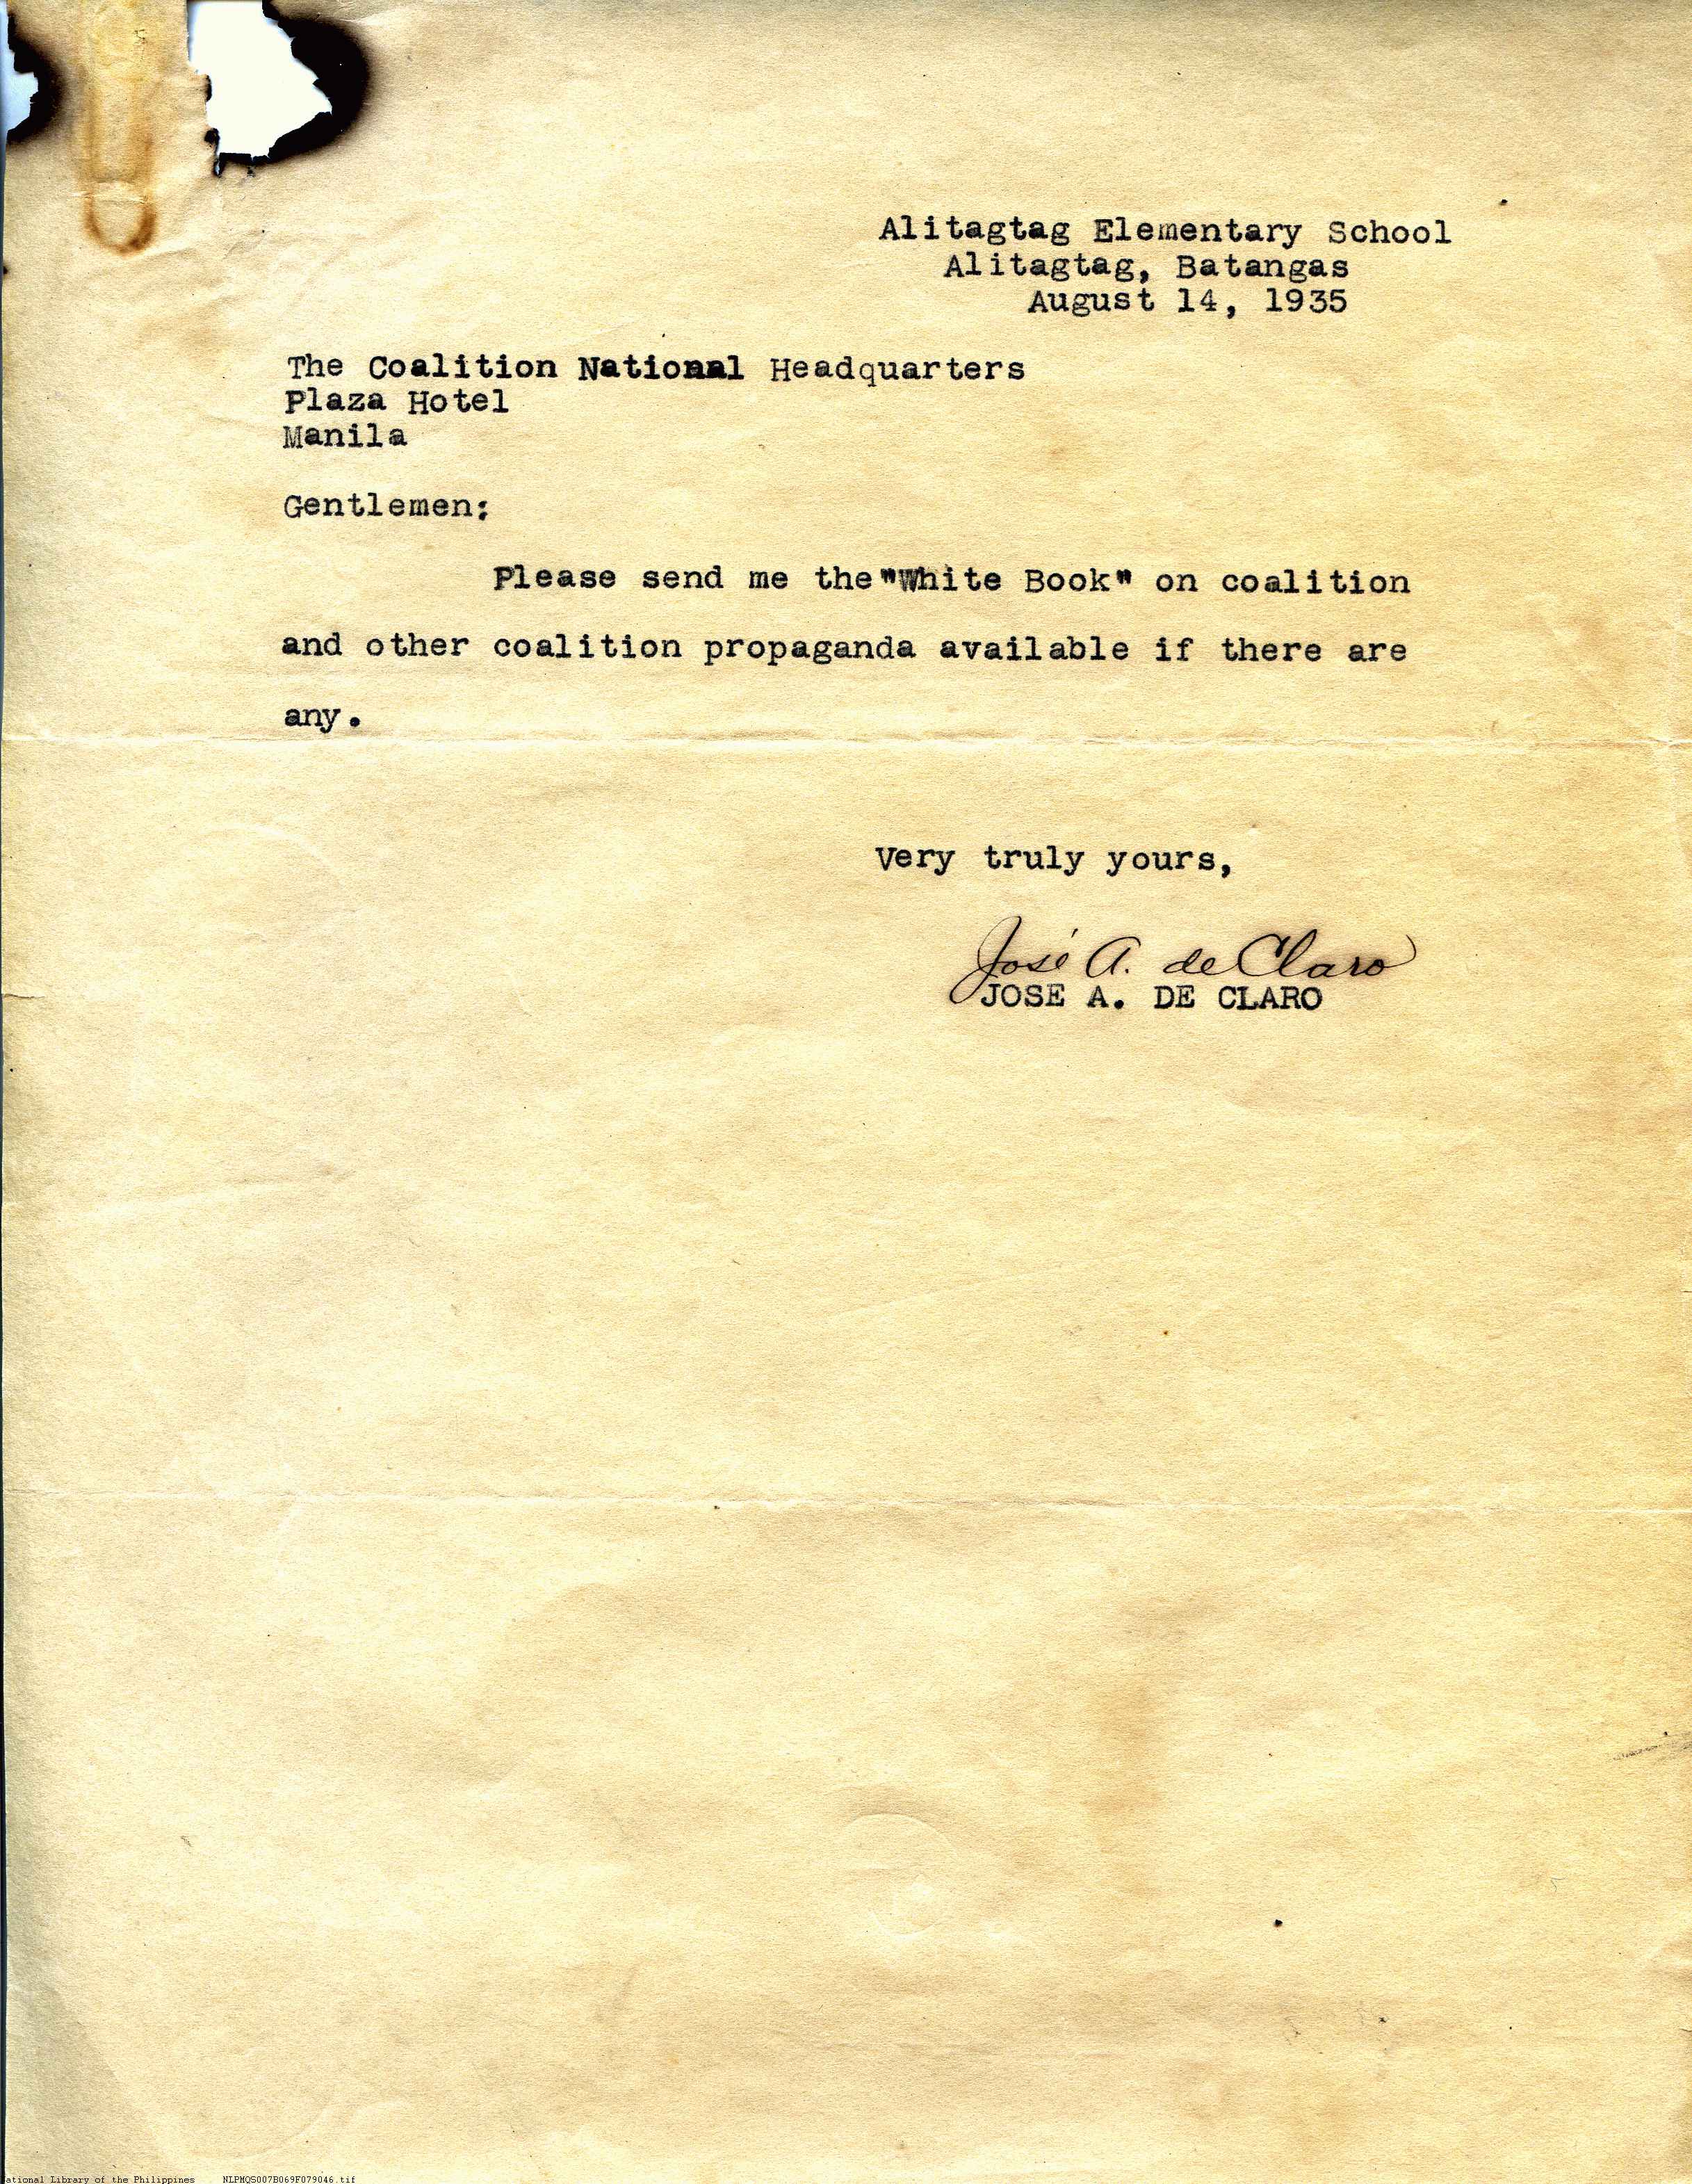 Alitagtag Elementary School
Alitagtag, Batangas
August 14, 1935
The Coalition National Headquarters
Plaza Hotel
Manila
Gentlemen:
Please send me the"White Book" on coalition
and other coalition propaganda available if there are
any.
Very truly yours,
José A. de Claro
JOSE A. DE CLARO
ational Library of the Philippines NLPMQS007B069F079046.tif